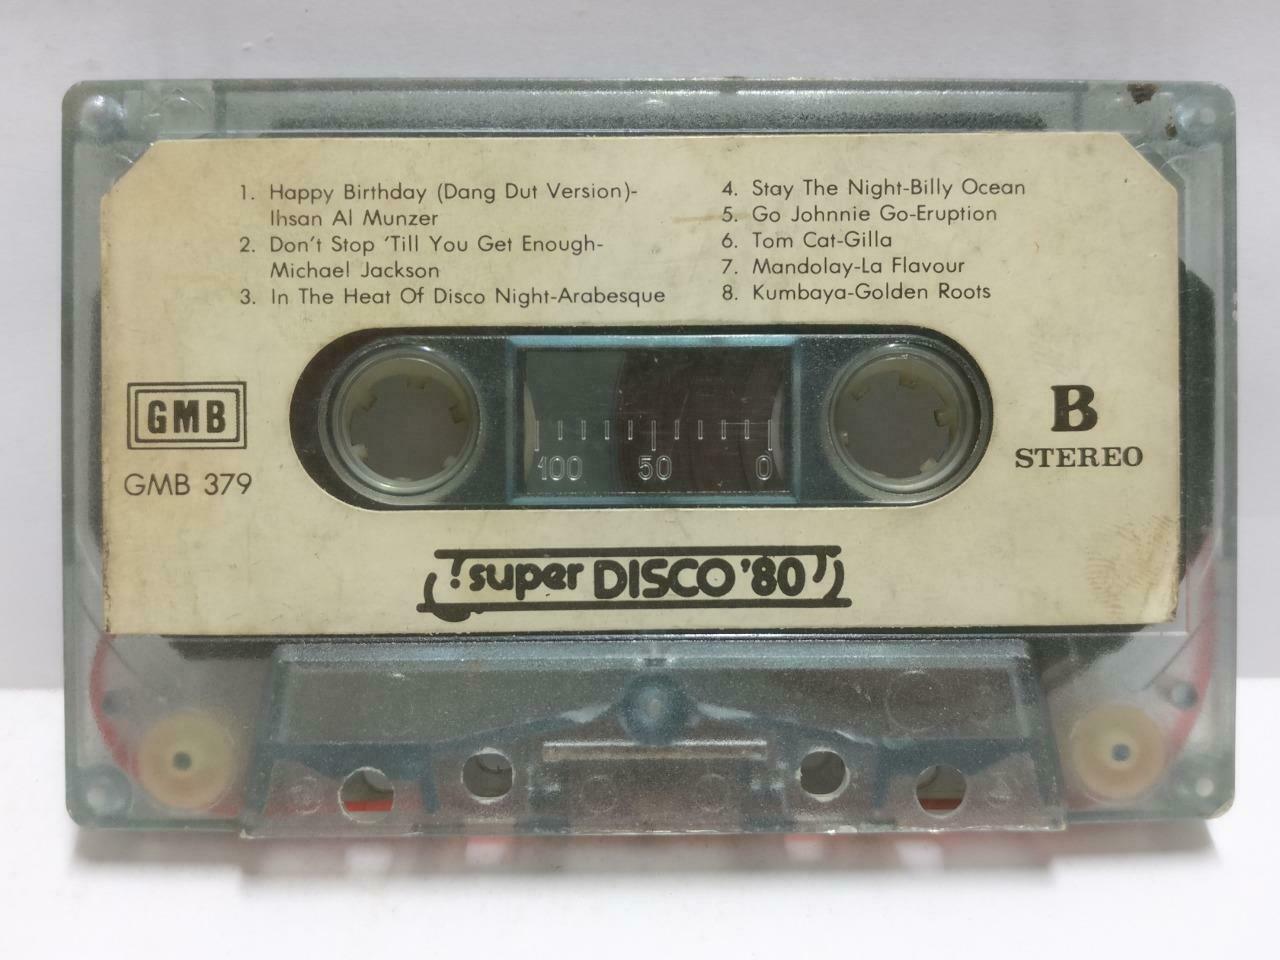 1. Happy Birthday (Dang Dut Version)-
Ihsan Al Munzer
2. Don't Stop 'Till You Get Enough-
Michael Jackson
3. In The Heat Of Disco Night-Arabesque
4. Stay The Night-Billy Ocean
5. Go Johnnie Go-Eruption
6. Tom Cat-Gilla
7. Mandolay-La Flavour
8. Kumbaya-Golden Roots
GMB
GMB 379
100 50 0
B
STEREO
! super DISCO '80